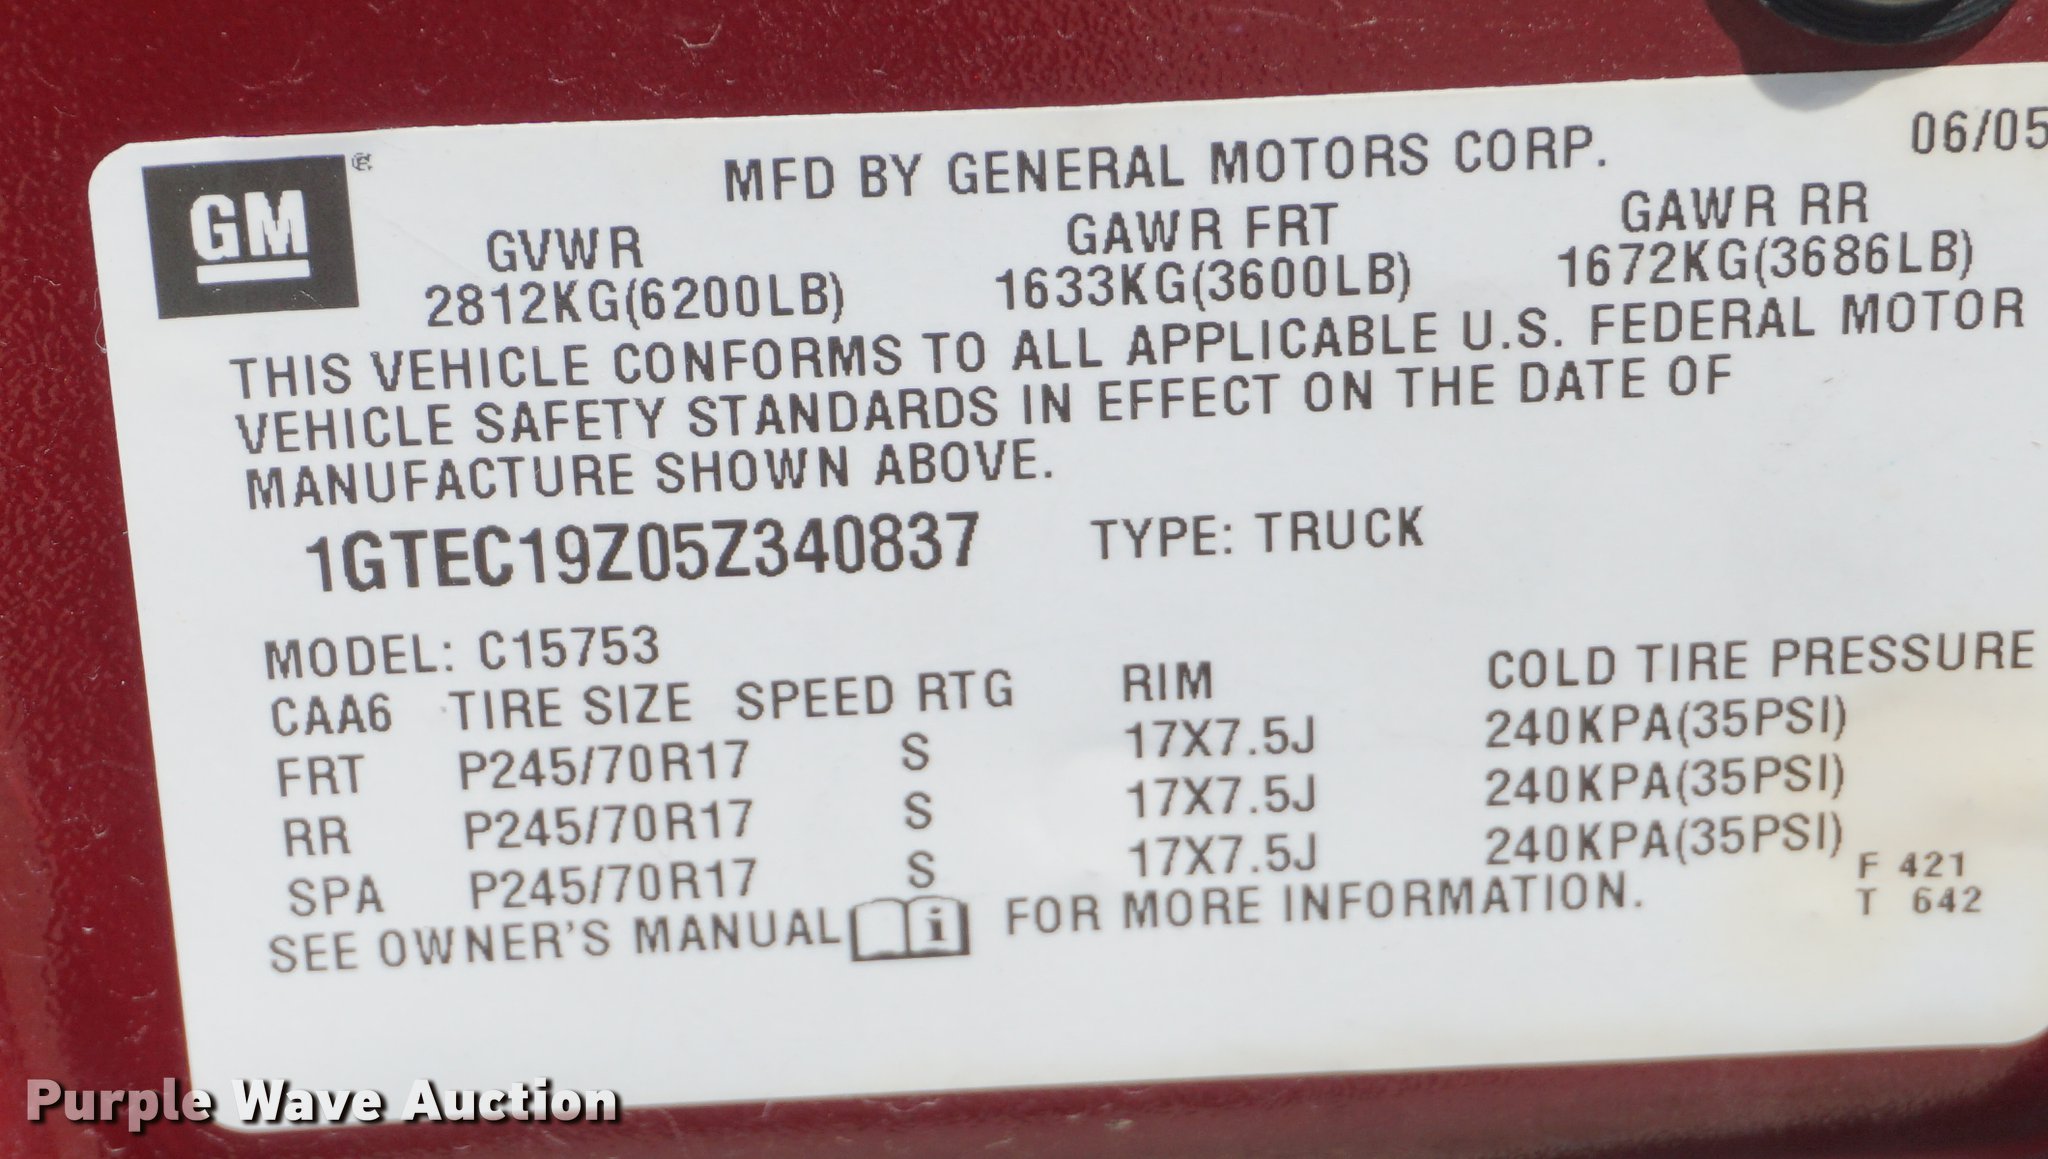 GM
MFD BY GENERAL MOTORS CORP. 06/05
GVWR GAWR FRT GAWR RR
2812KG(6200LB) 1633KG(3600LB) 1672KG(3686LB)
THIS VEHICLE CONFORMS TO ALL APPLICABLE U.S. FEDERAL MOTOR
VEHICLE SAFETY STANDARDS IN EFFECT ON THE DATE OF
MANUFACTURE SHOWN ABOVE.
1GTEC19Z05Z340837 TYPE: TRUCK
MODEL: C15753
CAA6 TIRE SIZE SPEED RTG RIM COLD TIRE PRESSURE
FRT P245/70R17 S 17X7.5J 240KPA(35PSI)
RR P245/70R17 S 17X7.5J 240KPA(35PSI)
SPA P245/70R17 S 17X7.5J 240KPA(35PSI)
SEE OWNER'S MANUAL i FOR MORE INFORMATION.
F 421
T 642
Purple Wave Auction